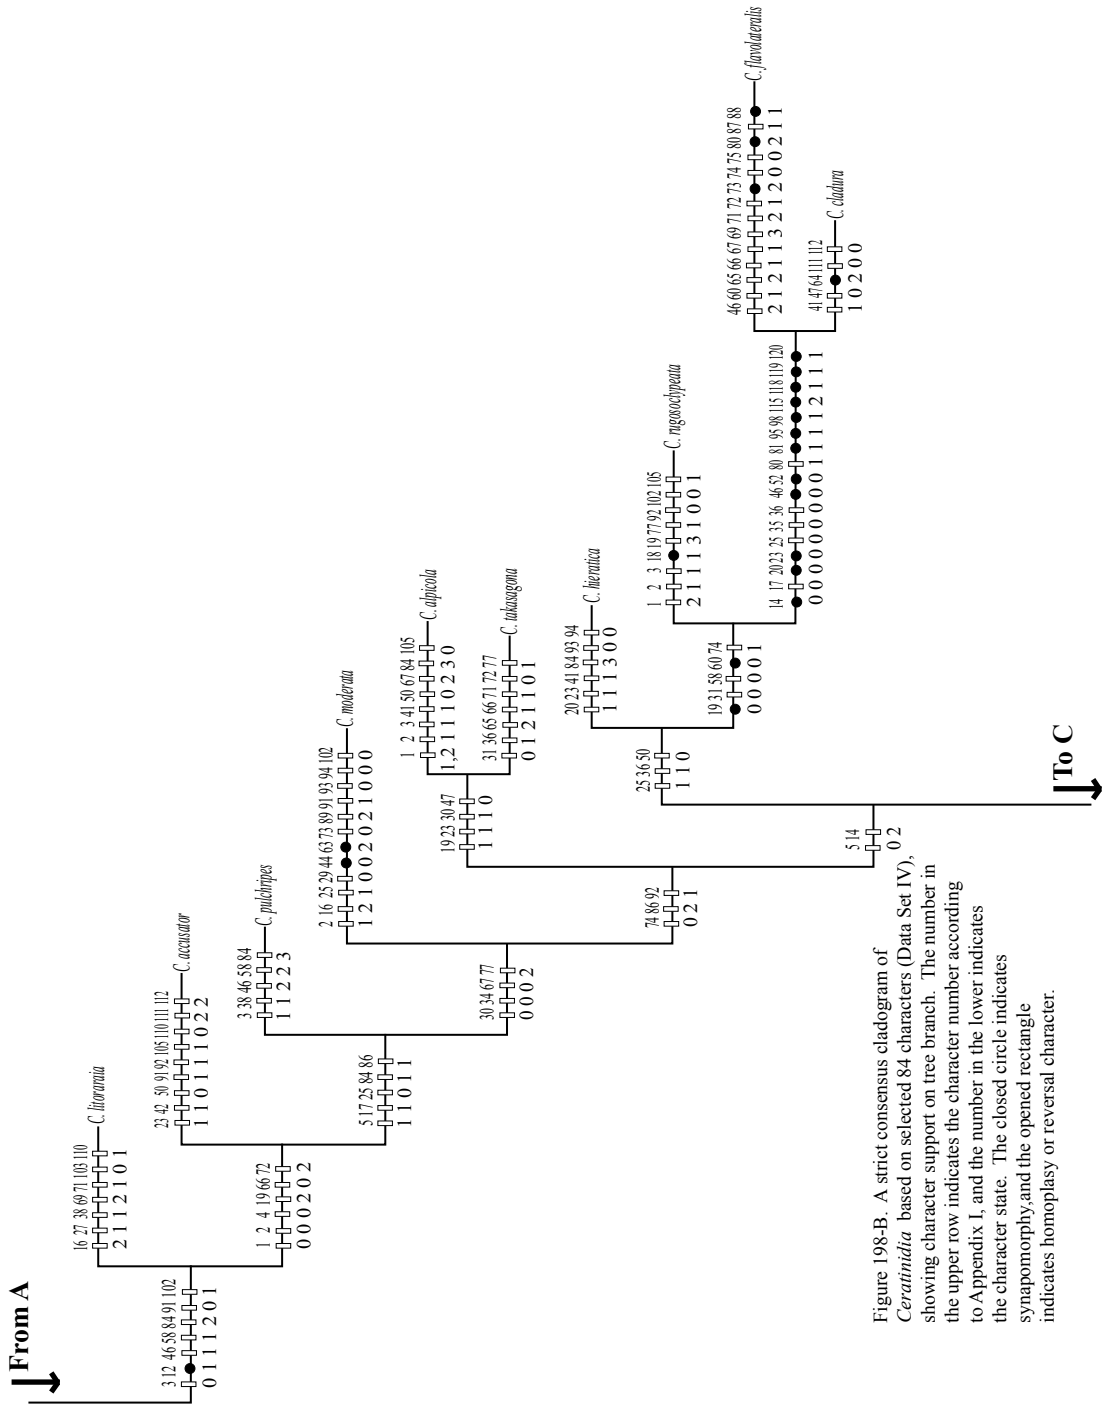 From A
3 12 46 58 84 91 102
0 1 1 1 2 0 1
16 27 38 69 71 103 110
C. litoraraia
2 1 1 2 1 0 1
1 2 4 19 66 72
0 0 0 2 0 2
23 42 50 91 92 105 110 111 112
C. accusator
1 1 0 1 1 1 0 2 2
5 17 25 84 86
1 1 0 1 1
3 38 46 58 84
C. pulchripes
1 1 2 2 3
30 34 67 77
0 0 0 2
2 16 25 29 44 63 73 89 91 93 94 102
C. moderata
1 2 1 0 0 2 0 2 1 0 0 0
74 86 92
0 2 1
19 23 30 47
1 1 1 0
1 2 3 41 50 67 84 105
C. alpicola
1,2 1 1 1 0 2 3 0
31 36 65 66 71 72 77
C. takasagona
0 1 2 1 1 0 1
5 14
0 2
To C
25 36 50
1 1 0
20 23 41 84 93 94
C. hieratica
1 1 1 3 0 0
19 31 58 60 74
0 0 0 0 1
1 2 3 18 19 77 92 102 105
C. rugosoclypeata
2 1 1 1 1 3 1 0 0 1
14 17 20 23 25 35 36 46 52 80 81 95 98 115 118 119 120
0 0 0 0 0 0 0 0 0 0 1 1 1 1 2 1 1 1
46 60 65 66 67 69 71 72 73 74 75 80 87 88
C. flavolateralis
2 1 2 1 1 3 2 1 2 0 0 2 1 1
41 47 64 111 112
C. cladura
1 0 2 0 0
Figure 198-B. A strict consensus cladogram of
Ceratinidia based on selected 84 characters (Data Set IV),
showing character support on tree branch. The number in
the upper row indicates the character number according
to Appendix I, and the number in the lower indicates
the character state. The closed circle indicates
synapomorphy,and the opened rectangle
indicates homoplasy or reversal character.